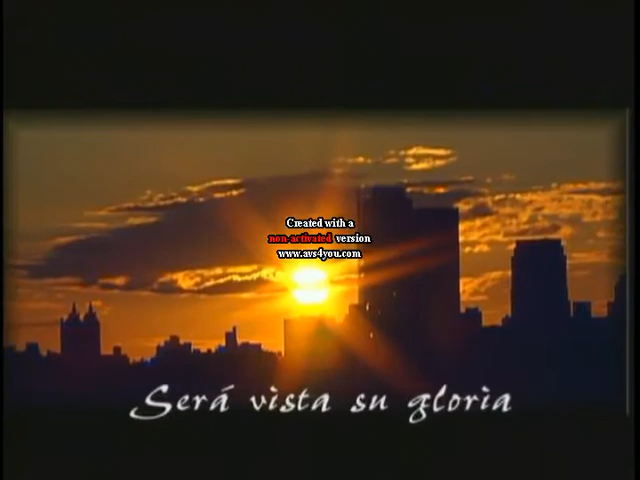 Created with a
non-activated version
www.avs4you.com
Será vista su gloria